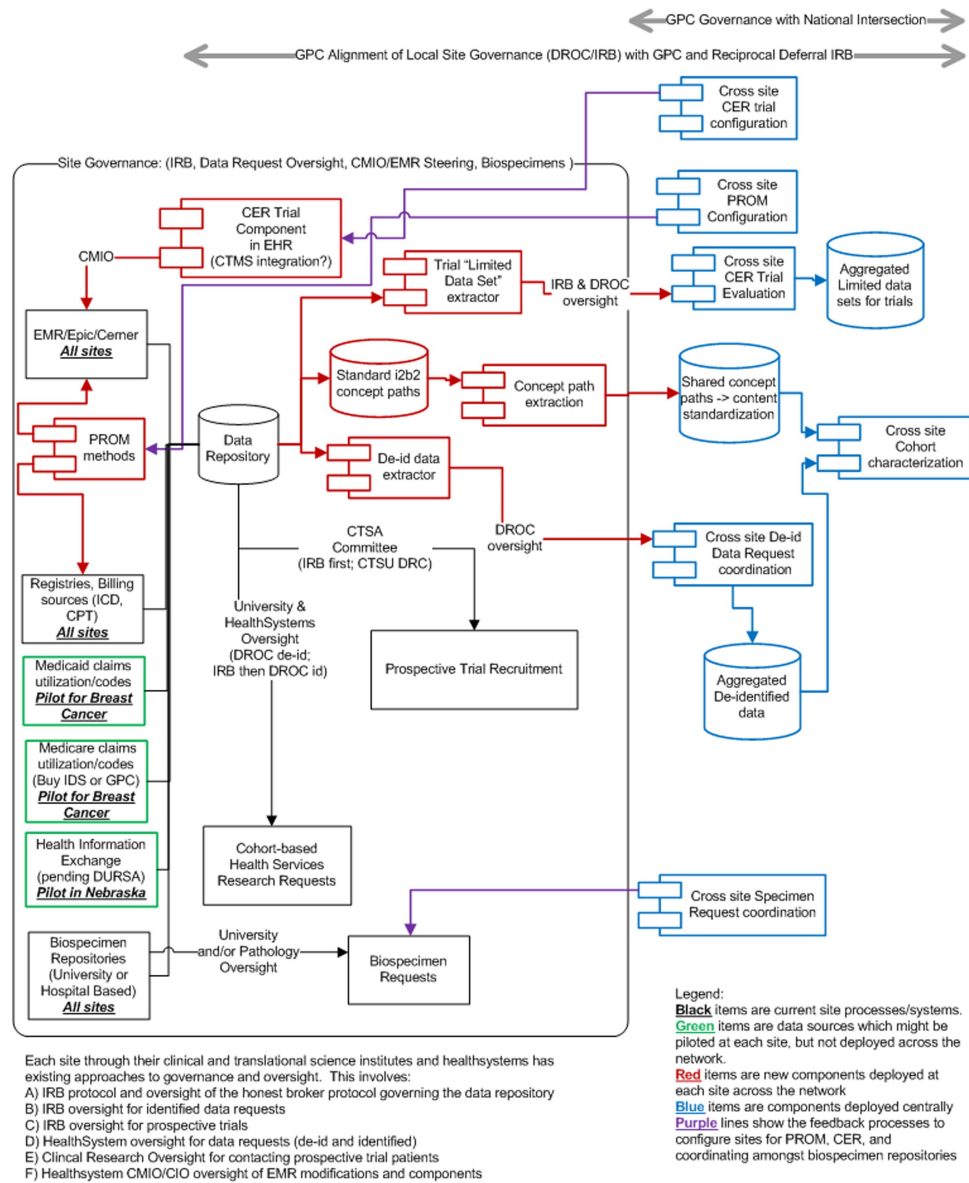 GPC Governance with National Intersection
GPC Alignment of Local Site Governance (DROC/IRB) with GPC and Reciprocal Deferral IRB
Cross site
CER trial
configuration
Site Governance: (IRB, Data Request Oversight, CMIO/EMR Steering, Biospecimens )
Cross site
PROM
Configuration
CER Trial
Component
in EHR
(CTMS integration?)
CMIO
Trial “Limited
Data Set”
extractor
IRB & DROC
oversight
Cross site
CER Trial
Evaluation
Aggregated
Limited data
sets for trials
EMR/Epic/Cerner
All sites
Standard i2b2
concept paths
Concept path
extraction
Shared concept
paths -> content
standardization
PROM
methods
Data
Repository
De-id data
extractor
Cross site
Cohort
characterization
CTSA
Committee
(IRB first; CTSU DRC)
DROC
oversight
Cross site De-id
Data Request
coordination
Registries, Billing
sources (ICD,
CPT)
All sites
University &
HealthSystems
Oversight
(DROC de-id;
IRB then DROC id)
Prospective Trial Recruitment
Medicaid claims
utilization/codes
Pilot for Breast
Cancer
Aggregated
De-identified
data
Medicare claims
utilization/codes
(Buy IDS or GPC)
Pilot for Breast
Cancer
Health Information
Exchange
(pending DURSA)
Pilot in Nebraska
Cohort-based
Health Services
Research Requests
Cross site Specimen
Request coordination
Biospecimen
Repositories
(University or
Hospital Based)
All sites
University
and/or Pathology
Oversight
Biospecimen
Requests
Legend:
Black items are current site processes/systems.
Green items are data sources which might be
piloted at each site, but not deployed across the
network.
Red items are new components deployed at
each site across the network
Blue items are components deployed centrally
Purple lines show the feedback processes to
configure sites for PROM, CER, and
coordinating amongst biospecimen repositories
Each site through their clinical and translational science institutes and healthsystems has
existing approaches to governance and oversight.  This involves:
A) IRB protocol and oversight of the honest broker protocol governing the data repository
B) IRB oversight for identified data requests
C) IRB oversight for prospective trials
D) HealthSystem oversight for data requests (de-id and identified)
E) Clincal Research Oversight for contacting prospective trial patients
F) Healthsystem CMIO/CIO oversight of EMR modifications and components